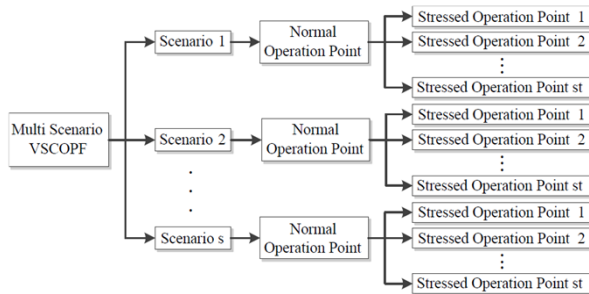 Multi Scenario
VSCOPF
Scenario 1
Normal
Operation Point
Stressed Operation Point 1
Stressed Operation Point 2
Stressed Operation Point st
Scenario 2
Normal
Operation Point
Stressed Operation Point 1
Stressed Operation Point 2
Stressed Operation Point st
Scenario s
Normal
Operation Point
Stressed Operation Point 1
Stressed Operation Point 2
Stressed Operation Point st